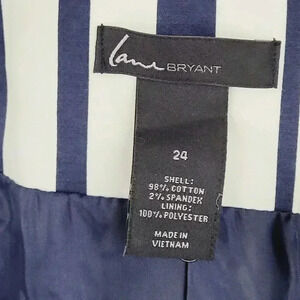 Lane BRYANT
24
SHELL:
98% COTTON
2% SPANDEX
LINING:
100% POLYESTER
MADE IN
VIETNAM